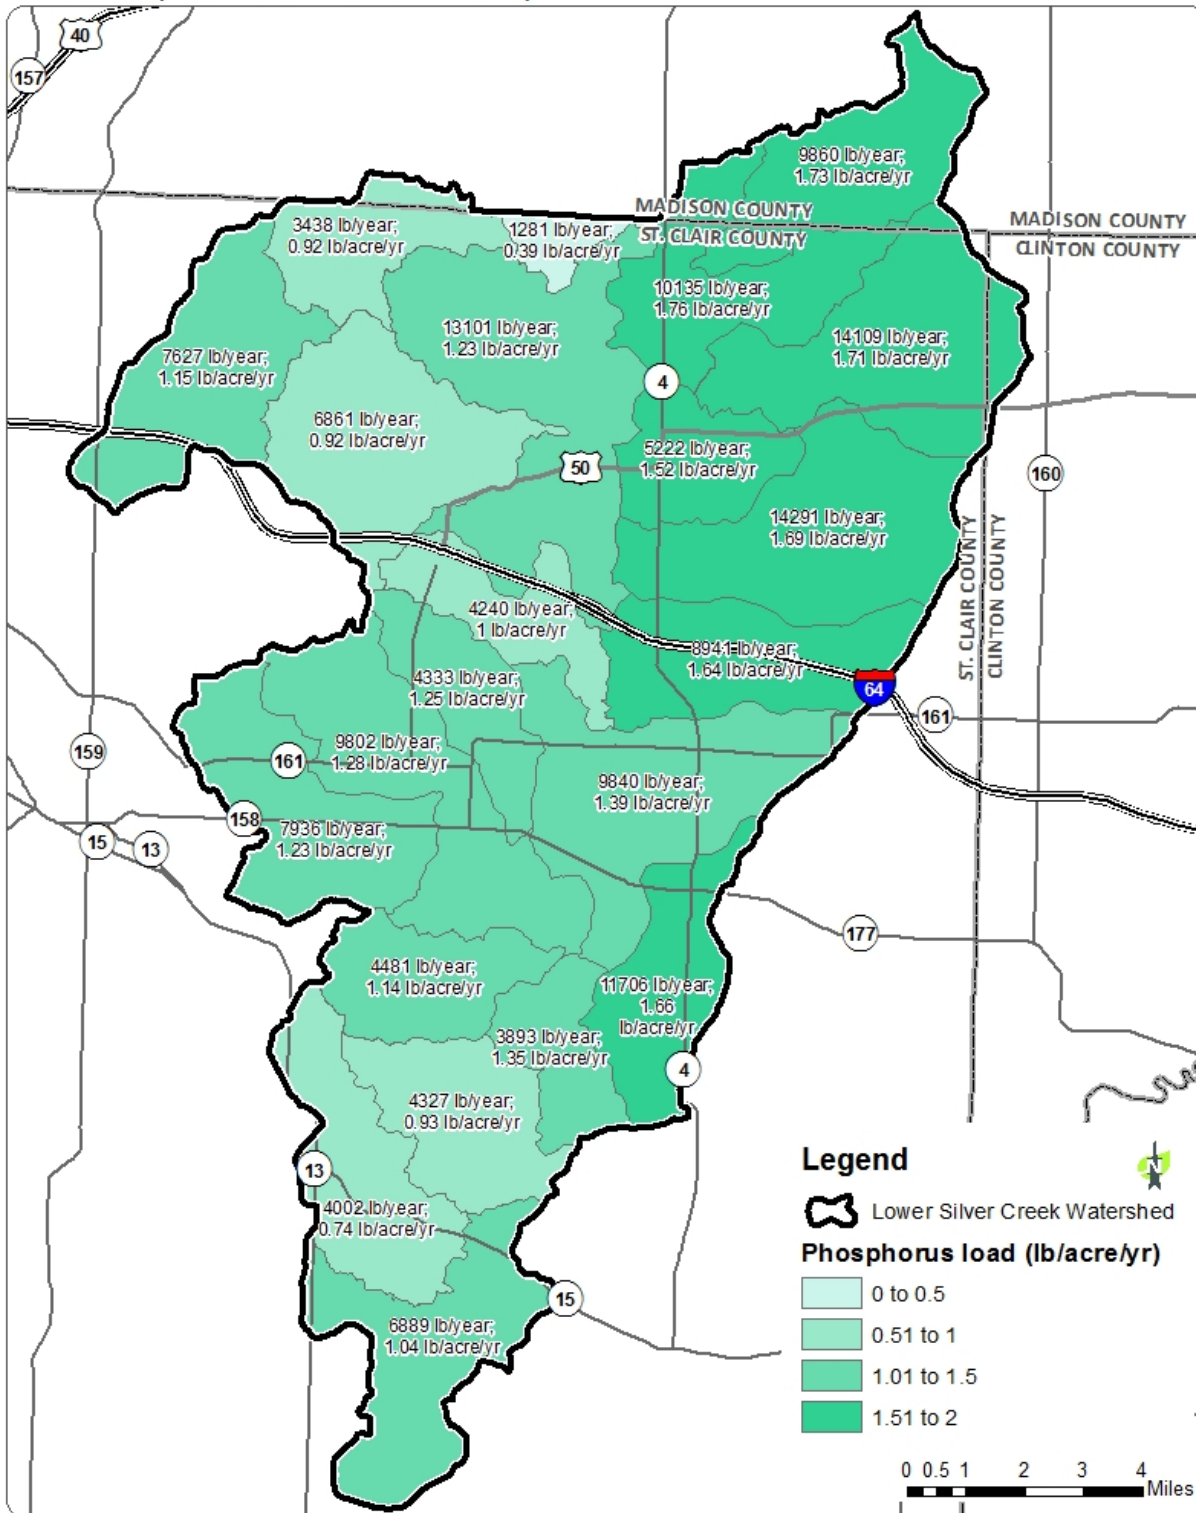 40
157
9860 lb/year;
1.73 lb/acre/yr
MADISON COUNTY
ST. CLAIR COUNTY
MADISON COUNTY
CLINTON COUNTY
3438 lb/year;
0.92 lb/acre/yr
1281 lb/year;
0.39 lb/acre/yr
10135 lb/year;
1.76 lb/acre/yr
13101 lb/year;
1.23 lb/acre/yr
14109 lb/year;
1.71 lb/acre/yr
7627 lb/year;
1.15 lb/acre/yr
4
6861 lb/year;
0.92 lb/acre/yr
5222 lb/year;
1.52 lb/acre/yr
50
160
14291 lb/year;
1.69 lb/acre/yr
ST. CLAIR COUNTY
CLINTON COUNTY
4240 lb/year;
1 lb/acre/yr
8941 lb/year;
1.64 lb/acre/yr
4333 lb/year;
1.25 lb/acre/yr
64
161
159
161
9802 lb/year;
1.28 lb/acre/yr
9840 lb/year;
1.39 lb/acre/yr
158
7936 lb/year;
1.23 lb/acre/yr
15
13
177
4481 lb/year;
1.14 lb/acre/yr
11706 lb/year;
1.66
lb/acre/yr
3893 lb/year;
1.35 lb/acre/yr
4
4327 lb/year;
0.93 lb/acre/yr
13
4002 lb/year;
0.74 lb/acre/yr
15
6889 lb/year;
1.04 lb/acre/yr
Legend
N
Lower Silver Creek Watershed
Phosphorus load (lb/acre/yr)
0 to 0.5
0.51 to 1
1.01 to 1.5
1.51 to 2
0 0.5 1 2 3 4
Miles